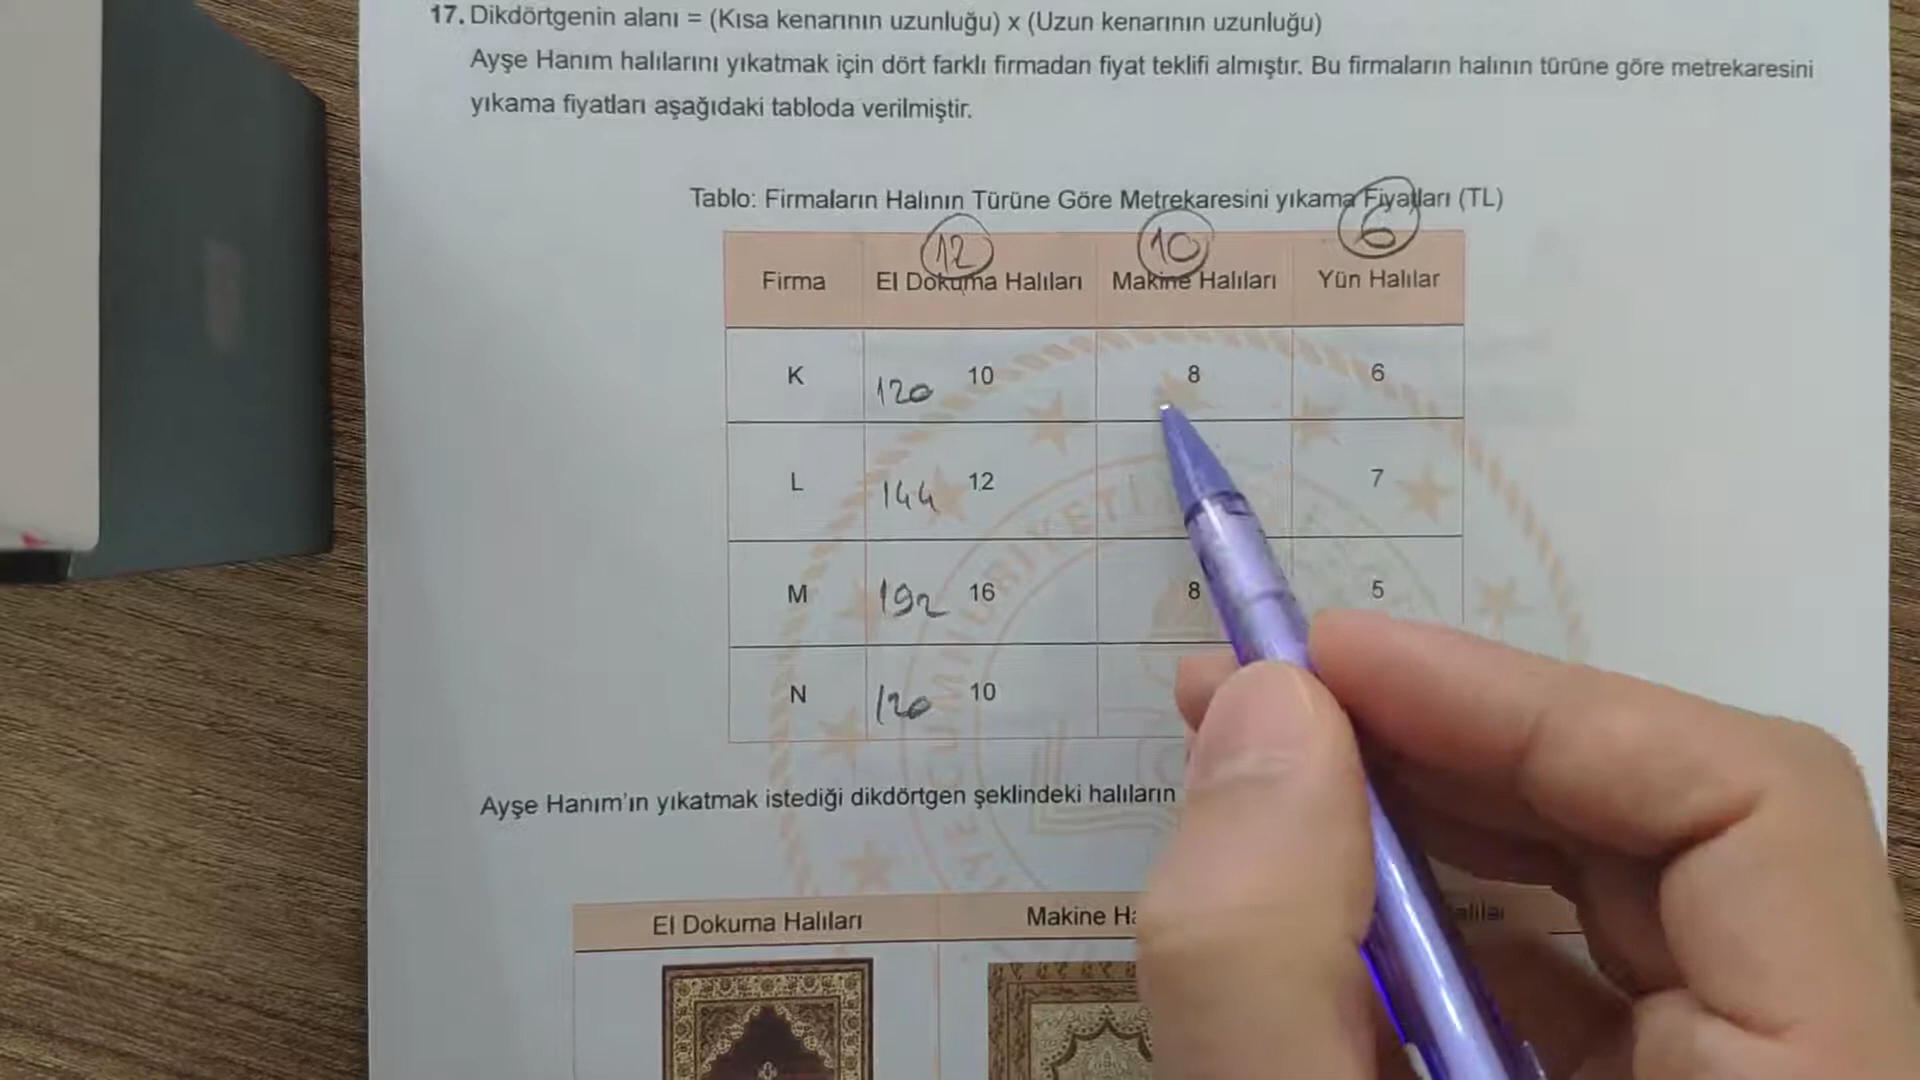 17. Dikdörtgenin alanı = (Kısa kenarının uzunluğu) x (Uzun kenarının uzunluğu)
Ayşe Hanım halılarını yıkatmak için dört farklı firmadan fiyat teklifi almıştır. Bu firmaların halının türüne göre metrekaresini
yıkama fiyatları aşağıdaki tabloda verilmiştir.
Tablo: Firmaların Halının Türüne Göre Metrekaresini yıkama Fiyatları (TL)
12 10 6
Firma El Dokuma Halıları Makine Halıları Yün Halılar
K 120 10 8 6
L 144 12 7
M 192 16 8 5
N 120 10
Ayşe Hanım'ın yıkatmak istediği dikdörtgen şeklindeki halıların
El Dokuma Halıları Makine